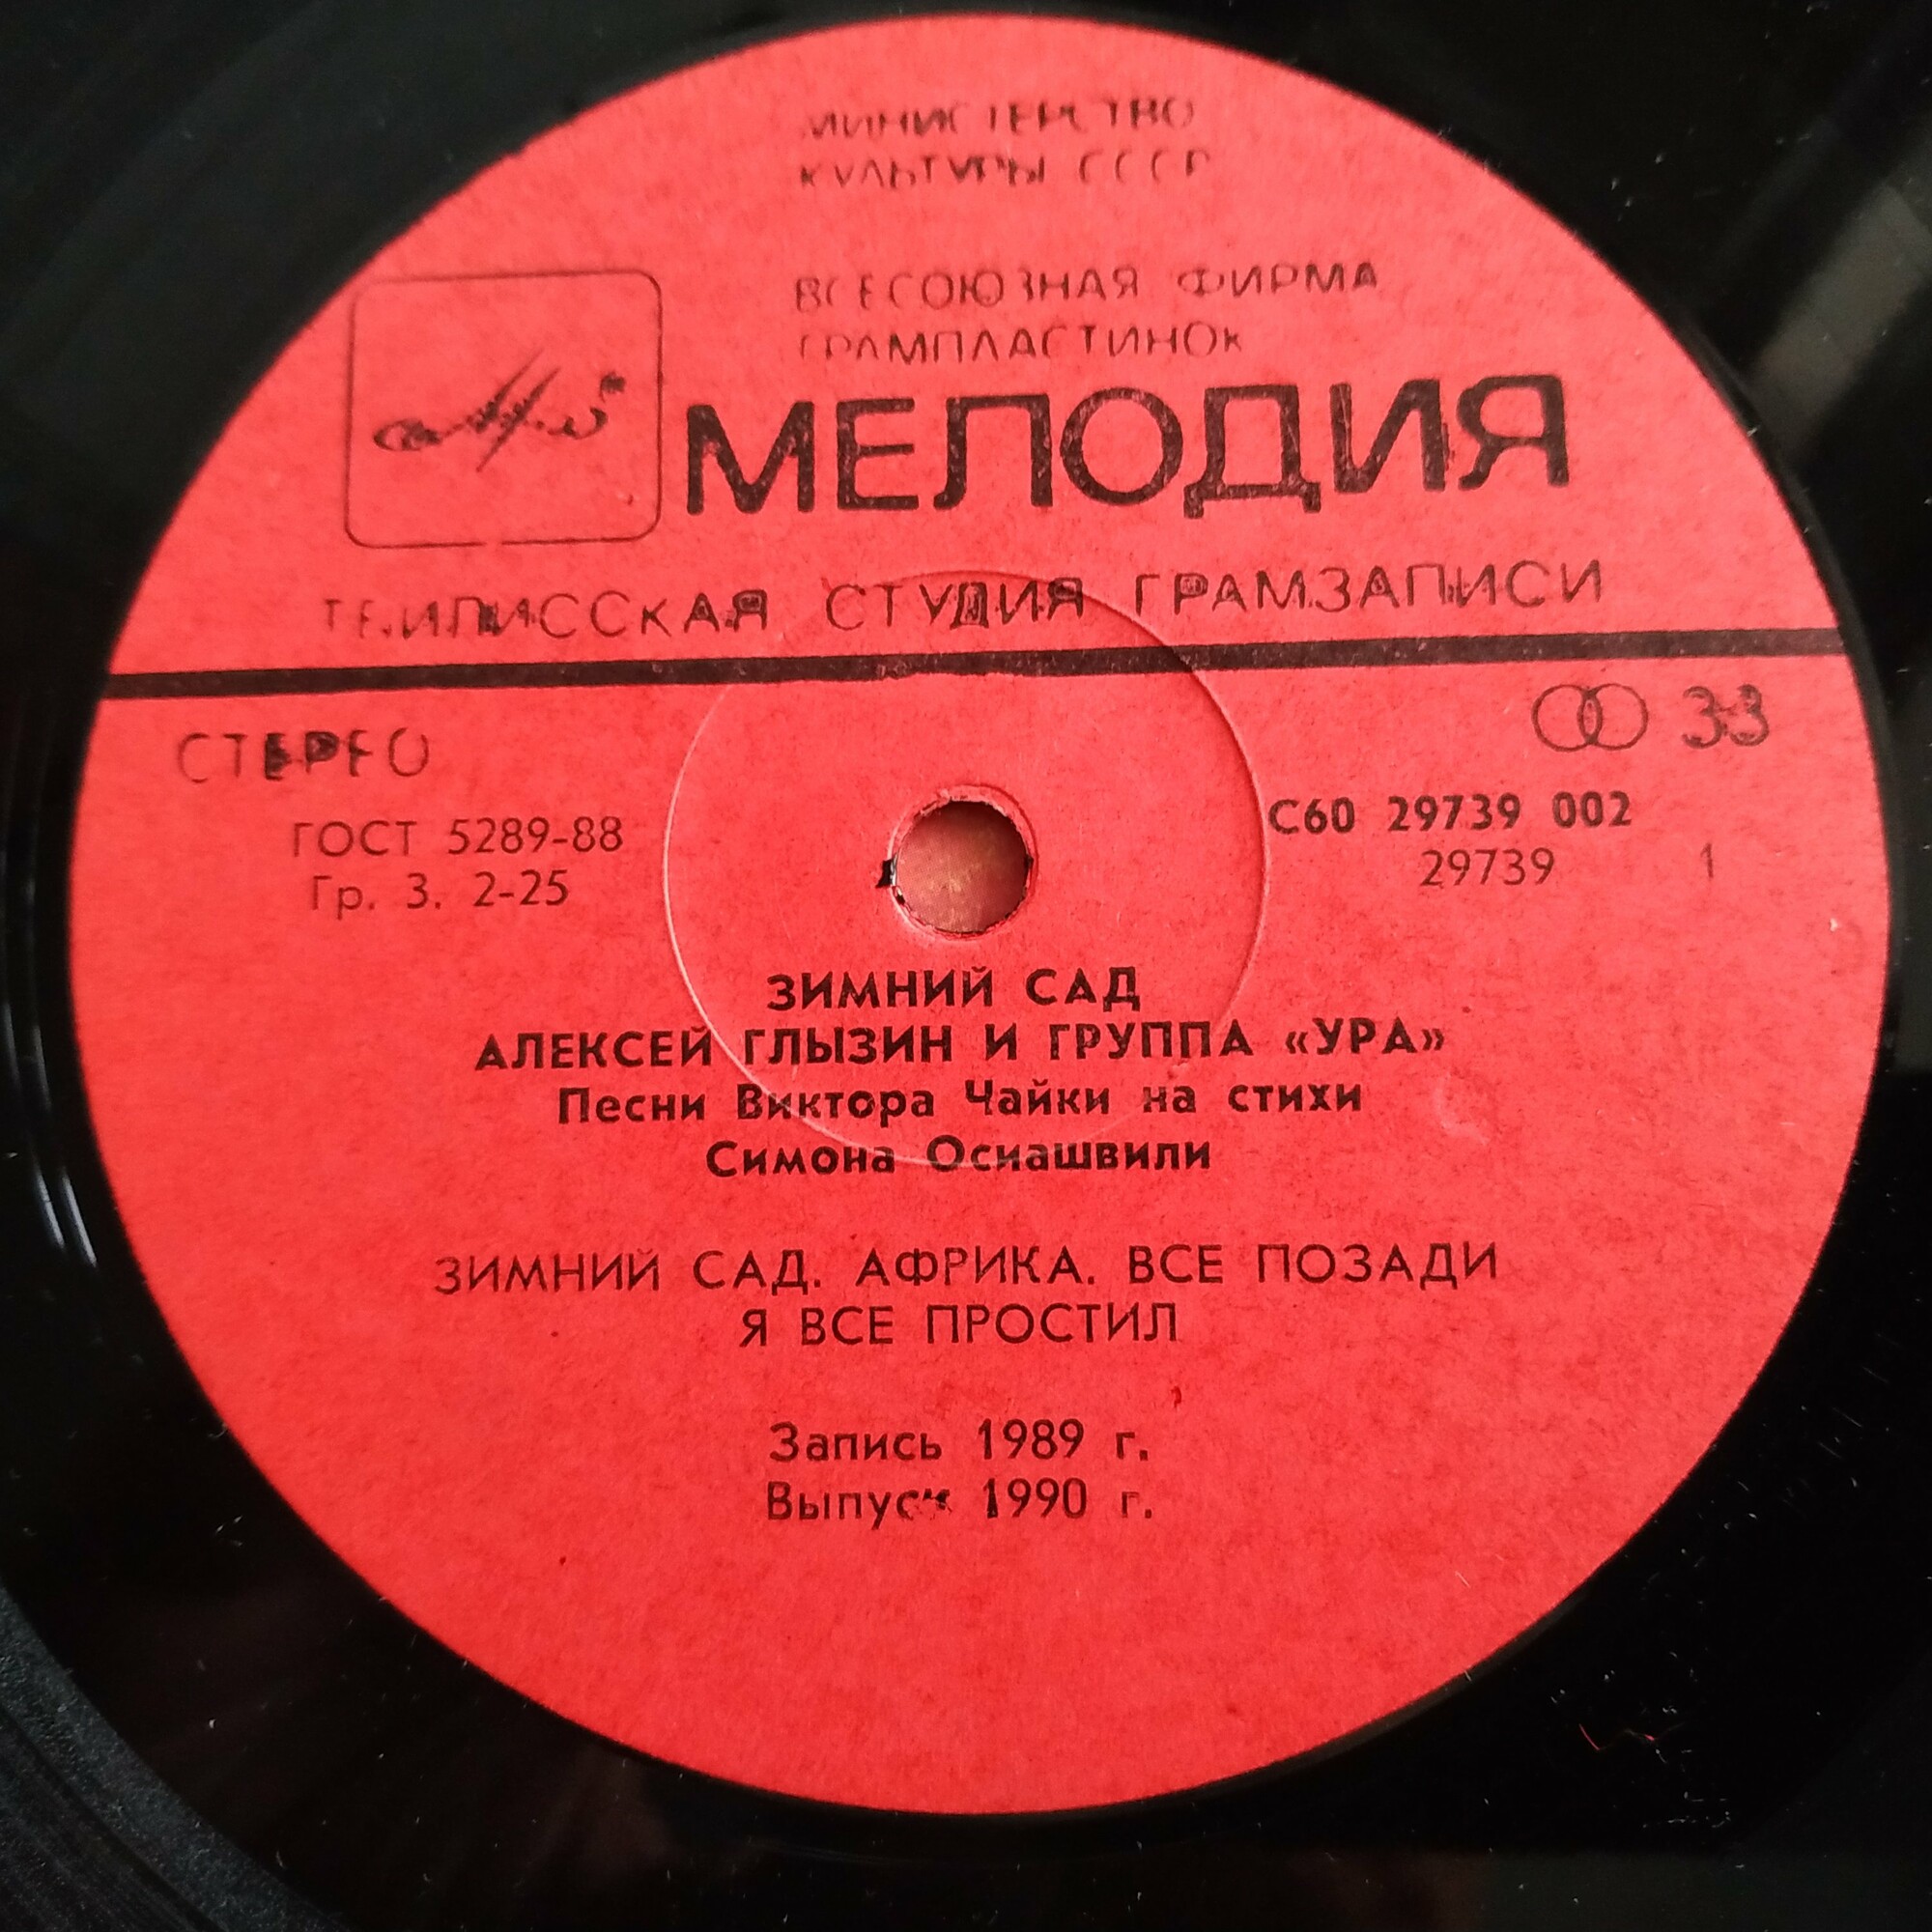 МИНИСТЕРСТВО
КУЛЬТУРЫ СССР
ВСЕСОЮЗНАЯ ФИРМА
ГРАМПЛАСТИНОК
МЕЛОДИЯ
ТБИЛИССКАЯ СТУДИЯ ГРАМЗАПИСИ
СТЕРЕО
33
ГОСТ 5289-88
Гр. 3. 2-25
С60 29739 002
29739 1
ЗИМНИЙ САД
АЛЕКСЕЙ ГЛЫЗИН И ГРУППА «УРА»
Песни Виктора Чайки на стихи
Симона Осиашвили
ЗИМНИЙ САД. АФРИКА. ВСЕ ПОЗАДИ
Я ВСЕ ПРОСТИЛ
Запись 1989 г.
Выпуск 1990 г.